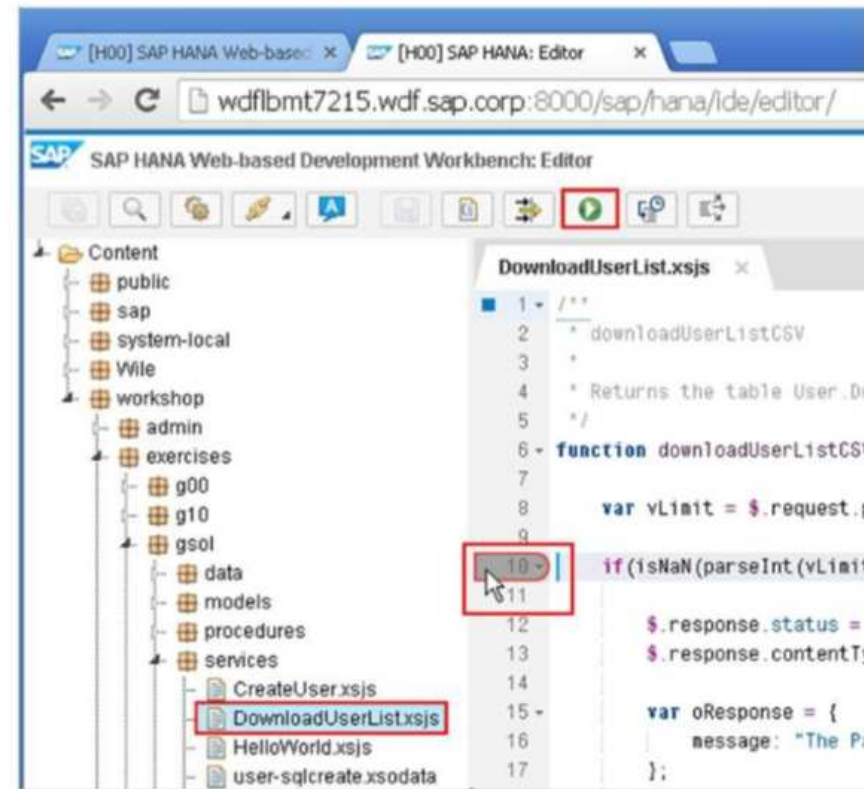 [H00] SAP HANA Web-based
[H00] SAP HANA: Editor
wdflbmt7215.wdf.sap.corp:8000/sap/hana/ide/editor/
SAP SAP HANA Web-based Development Workbench: Editor
Content
public
sap
system-local
Wile
workshop
admin
exercises
g00
g10
gsol
data
models
procedures
services
CreateUser.xsjs
DownloadUserList.xsjs
HelloWorld.xsjs
user-sqlcreate.xsodata
DownloadUserList.xsjs
1 /**
2 * downloadUserListCSV
3 *
4 * Returns the table User.D
5 */
6 function downloadUserListCS
7
8 var vLimit = $.request.
9
10 if(isNaN(parseInt(vLimit
11
12 $.response.status =
13 $.response.contentTy
14
15 var oResponse = {
16 message: "The Pa
17 };